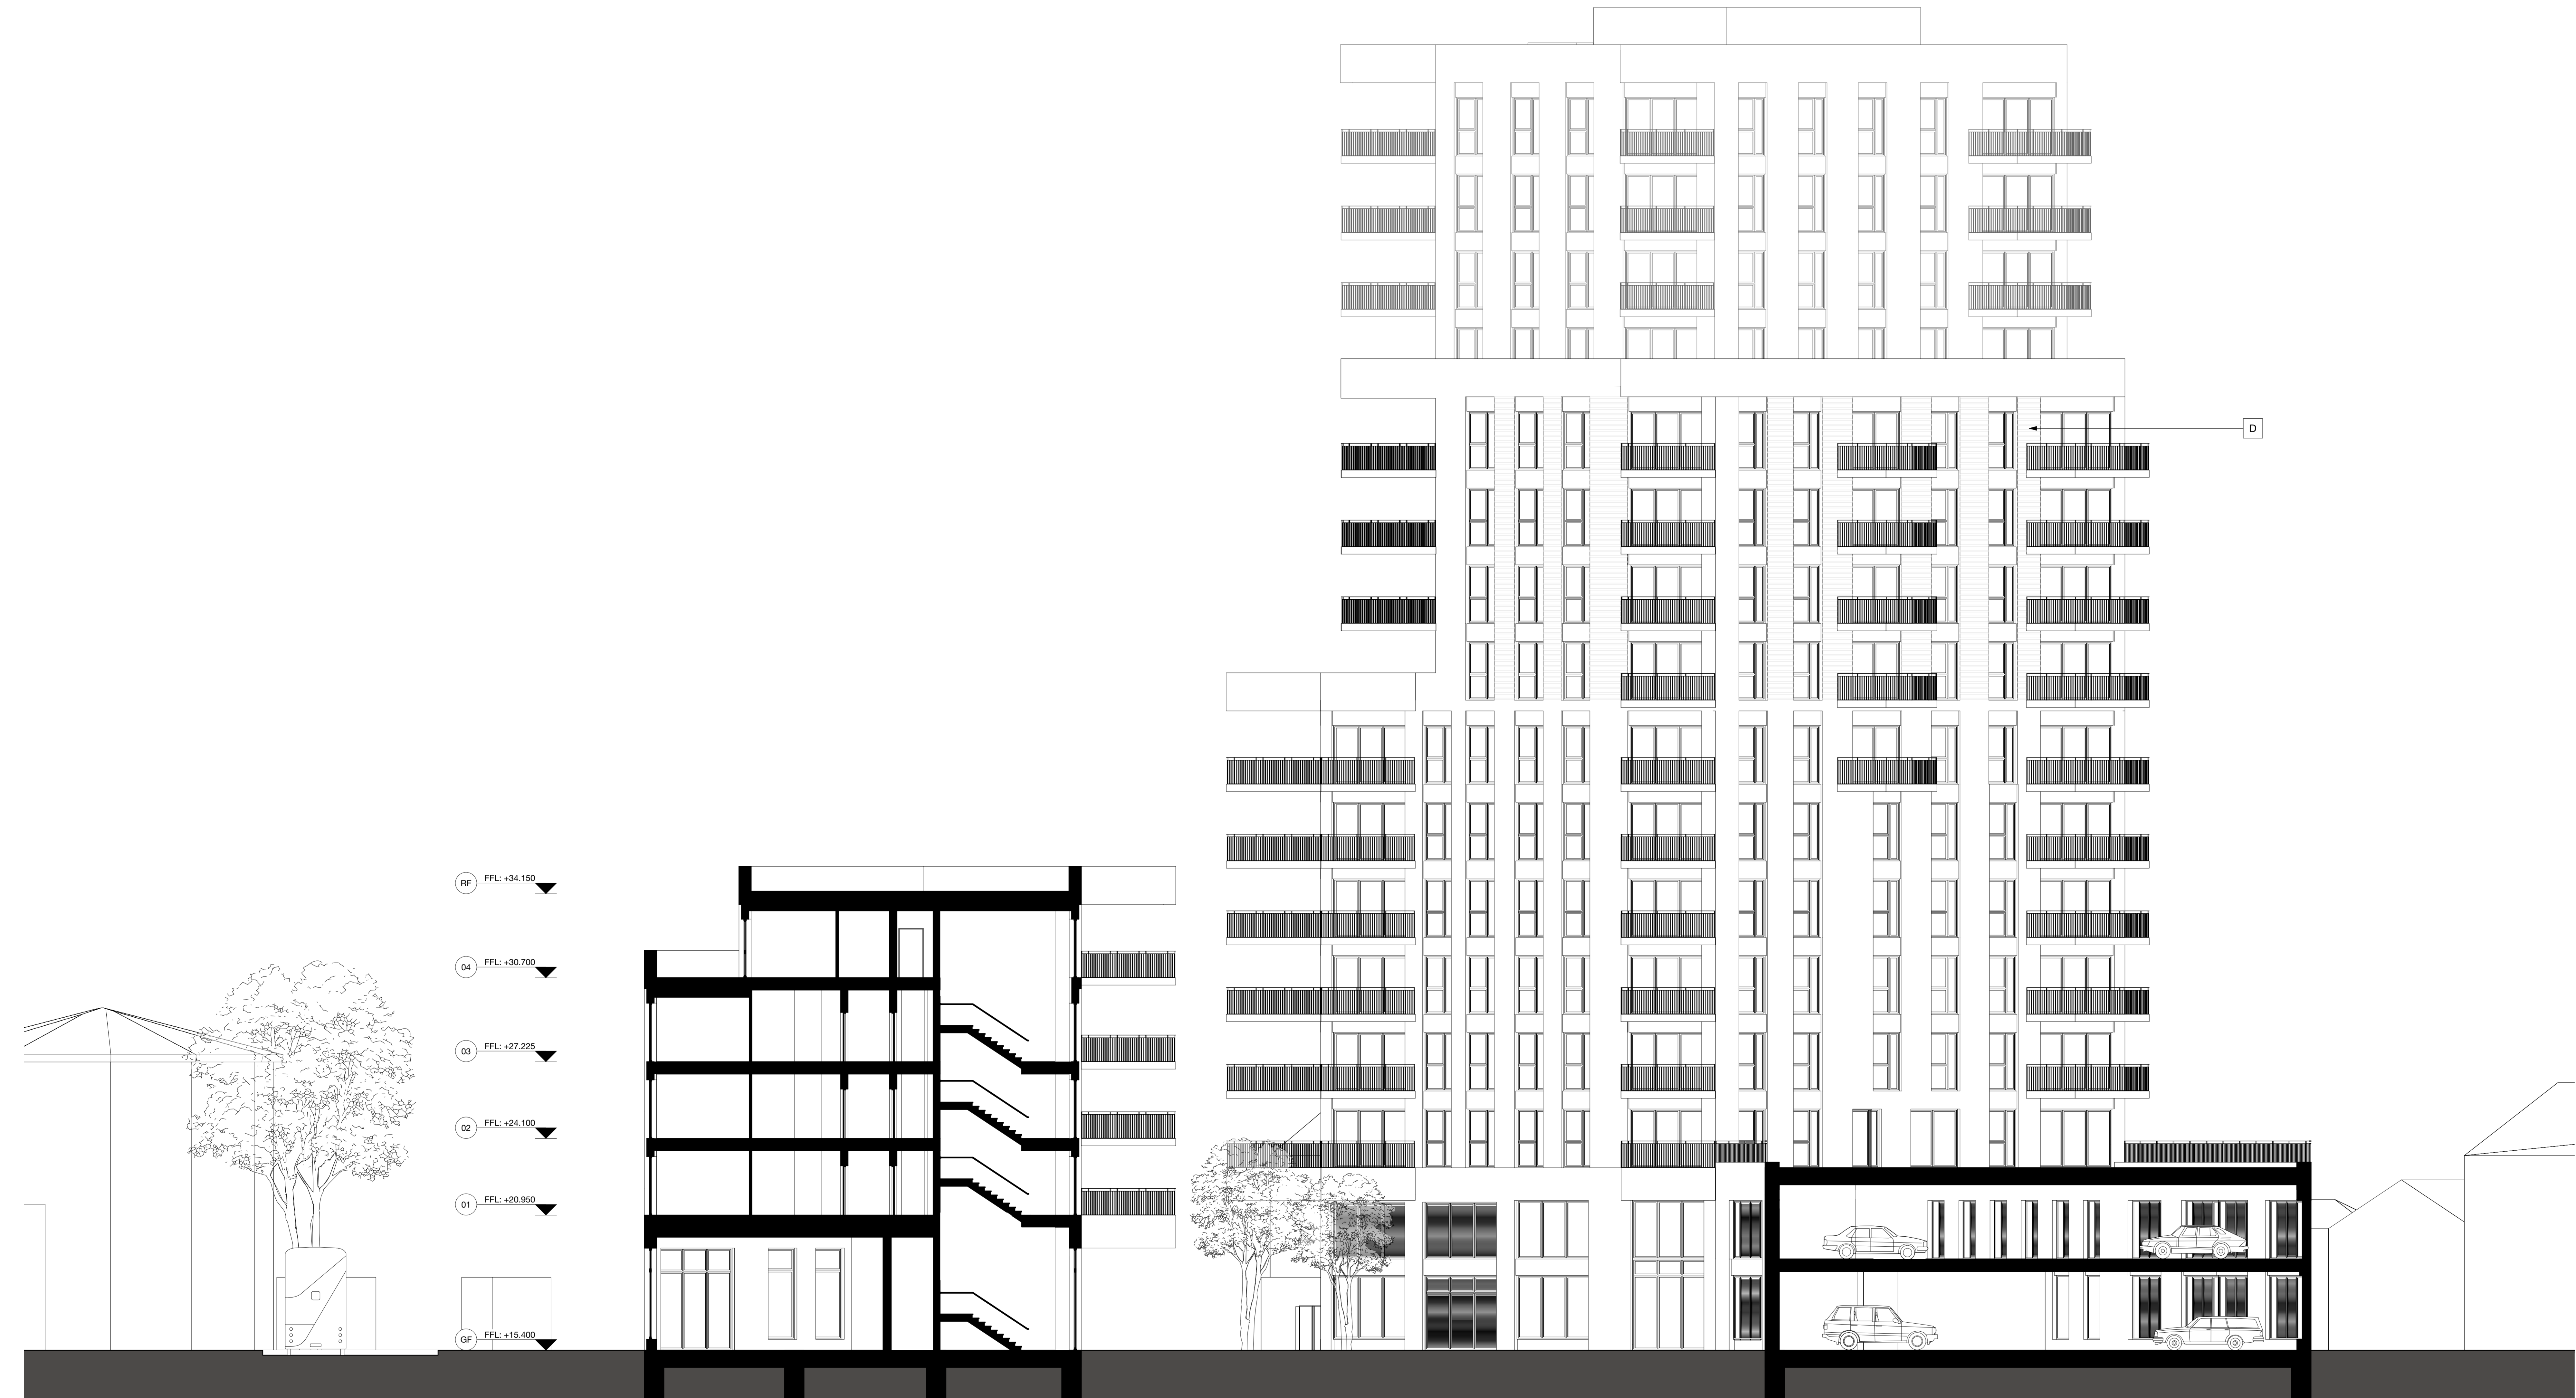 D
RF FFL: +34.150
04 FFL: +30.700
03 FFL: +27.225
02 FFL: +24.100
01 FFL: +20.950
GF FFL: +15.400